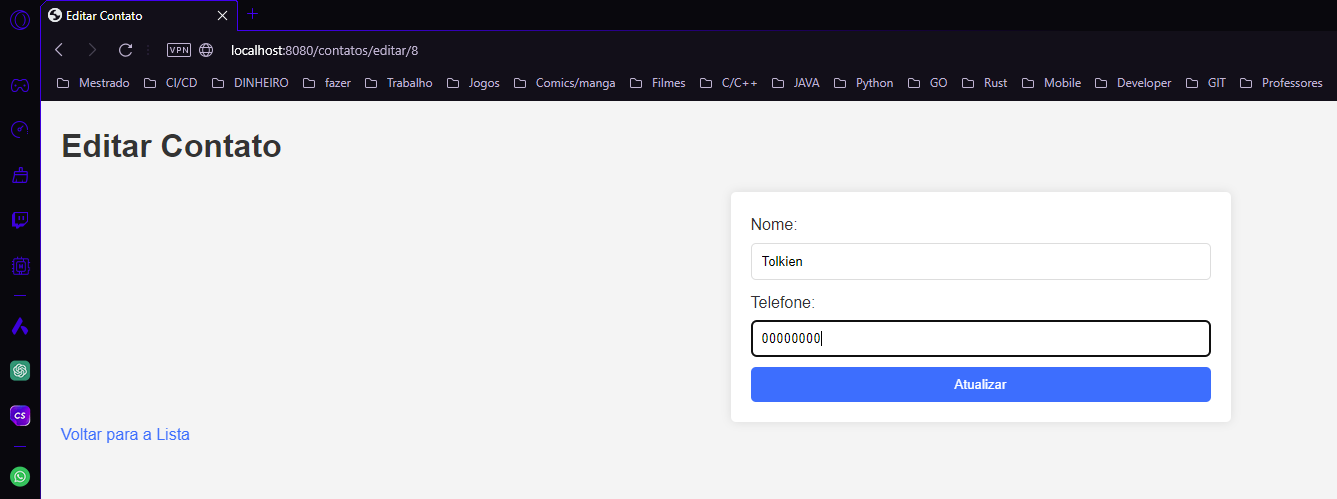 Editar Contato
VPN localhost:8080/contatos/editar/8
Mestrado CI/CD DINHEIRO fazer Trabalho Jogos Comics/manga Filmes C/C++ JAVA Python GO Rust Mobile Developer GIT Professores
Editar Contato
Nome:
Tolkien
Telefone:
00000000
Atualizar
Voltar para a Lista
CS